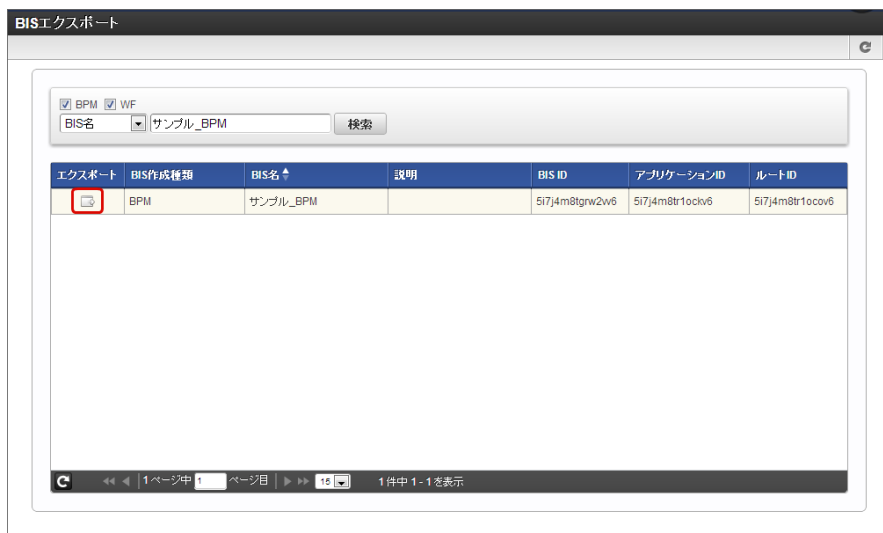 BISエクスポート
BPM WF
BIS名 サンプル_BPM 検索
エクスポート BIS作成種類 BIS名 説明 BIS ID アプリケーションID ルートID
BPM サンプル_BPM 5i7j4m8tgrw2vv6 5i7j4m8tr1ockv6 5i7j4m8tr1ocov6
1ページ中 1 ページ目 15 1件中 1 - 1 を表示